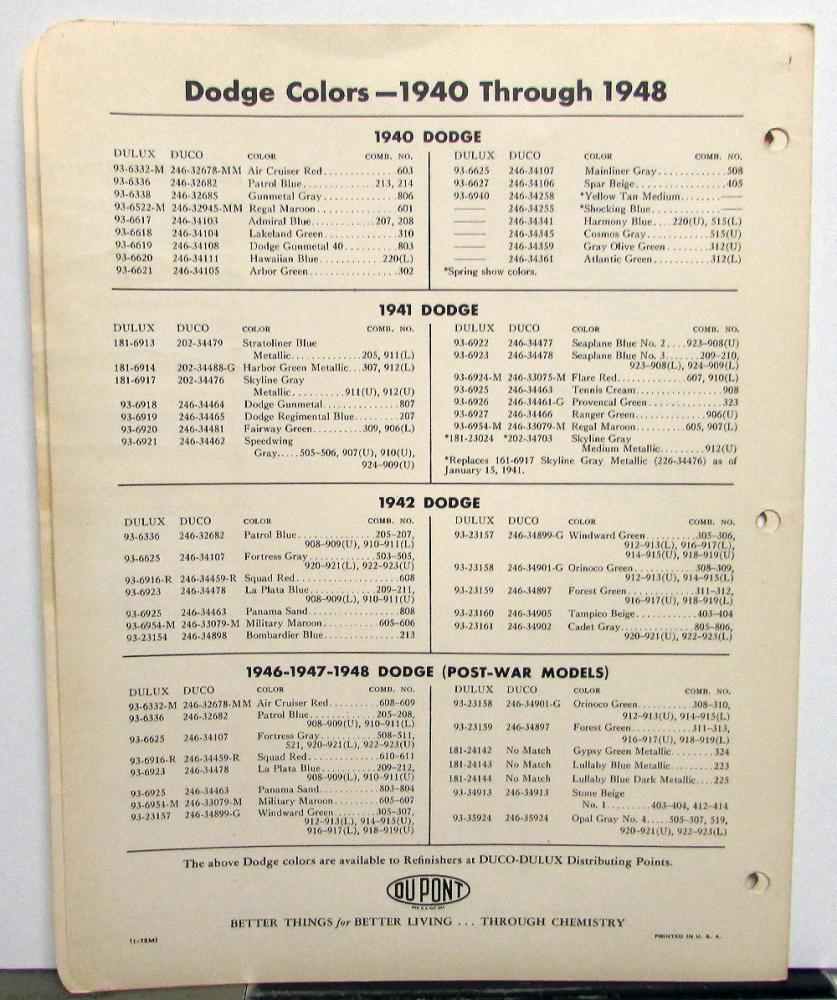 Dodge Colors—1940 Through 1948
1940 DODGE
DULUX DUCO COLOR COMB. NO.
93-6332-M 246-32678-MM Air Cruiser Red............ 603
93-6336 246-32682 Patrol Blue............ 213, 214
93-6338 246-32685 Gunmetal Gray............ 806
93-6522-M 246-32945-MM Regal Maroon............ 601
93-6617 246-34103 Admiral Blue............ 207, 208
93-6618 246-34104 Lakeland Green............ 310
93-6619 246-34108 Dodge Gunmetal 40......... 803
93-6620 246-34111 Hawaiian Blue............ 220(L)
93-6621 246-34105 Arbor Green............ 302
DULUX DUCO COLOR COMB. NO.
93-6625 246-34107 Mainliner Gray............ 508
93-6627 246-34106 Spar Beige............ 405
93-6940 246-34258 *Yellow Tan Medium....... ——
—— 246-34255 *Shocking Blue............ ——
—— 246-34341 Harmony Blue....220(U), 515(L)
—— 246-34345 Cosmos Gray............515(U)
—— 246-34359 Gray Olive Green.......312(U)
—— 246-34361 Atlantic Green............312(L)
*Spring show colors.
1941 DODGE
DULUX DUCO COLOR COMB. NO.
181-6913 202-34479 Stratoliner Blue
Metallic............205, 911(L)
181-6914 202-34488-G Harbor Green Metallic...307, 912(L)
181-6917 202-34476 Skyline Gray
Metallic............911(U), 912(U)
93-6918 246-34464 Dodge Gunmetal............807
93-6919 246-34465 Dodge Regimental Blue.......207
93-6920 246-34481 Fairway Green.......309, 906(L)
93-6921 246-34462 Speedwing
Gray.....505-506, 907(U), 910(U),
924-909(U)
DULUX DUCO COLOR COMB. NO.
93-6922 246-34477 Seaplane Blue No. 2....923-908(U)
93-6923 246-34478 Seaplane Blue No. 3.......209-210,
923-908(L), 924-909(L)
93-6924-M 246-33075-M Flare Red............607, 910(L)
93-6925 246-34463 Tennis Cream............908
93-6926 246-34461-G Provencal Green............323
93-6927 246-34466 Ranger Green............906(U)
93-6954-M 246-33079-M Regal Maroon.......605, 907(L)
*181-23024 *202-34703 Skyline Gray
Medium Metallic.........912(U)
*Replaces 161-6917 Skyline Gray Metallic (226-34476) as of
January 15, 1941.
1942 DODGE
DULUX DUCO COLOR COMB. NO.
93-6336 246-32682 Patrol Blue............205-207,
908-909(U), 910-911(L)
93-6625 246-34107 Fortress Gray............503-505,
920-921(L), 922-923(U)
93-6916-R 246-34459-R Squad Red............608
93-6923 246-34478 La Plata Blue............209-211,
908-909(L), 910-911(U)
93-6925 246-34463 Panama Sand............808
93-6954-M 246-33079-M Military Maroon.........605-606
93-23154 246-34898 Bombardier Blue............213
DULUX DUCO COLOR COMB. NO.
93-23157 246-34899-G Windward Green.........305-306,
912-913(L), 916-917(L),
914-915(U), 918-919(U)
93-23158 246-34901-G Orinoco Green............308-309,
912-913(U), 914-915(L)
93-23159 246-34897 Forest Green............311-312,
916-917(U), 918-919(L)
93-23160 246-34905 Tampico Beige............403-404
93-23161 246-34902 Cadet Gray............805-806,
920-921(U), 922-923(L)
1946-1947-1948 DODGE (POST-WAR MODELS)
DULUX DUCO COLOR COMB. NO.
93-6332-M 246-32678-MM Air Cruiser Red.........608-609
93-6336 246-32682 Patrol Blue............205-208,
908-909(U), 910-911(L)
93-6625 246-34107 Fortress Gray............508-511,
521, 920-921(L), 922-923(U)
93-6916-R 246-34459-R Squad Red............610-611
93-6923 246-34478 La Plata Blue............209-212,
908-909(L), 910-911(U)
93-6925 246-34463 Panama Sand............803-804
93-6954-M 246-33079-M Military Maroon.........605-607
93-23157 246-34899-G Windward Green.........305-307,
912-913(L), 914-915(U),
916-917(L), 918-919(U)
DULUX DUCO COLOR COMB. NO.
93-23158 246-34901-G Orinoco Green............308-310,
912-913(U), 914-915(L)
93-23159 246-34897 Forest Green............311-313,
916-917(U), 918-919(L)
181-24142 No Match Gypsy Green Metallic.......324
181-24143 No Match Lullaby Blue Metallic.......223
181-24144 No Match Lullaby Blue Dark Metallic....225
93-34913 246-34913 Stone Beige
No. 1.........403-404, 412-414
93-35924 246-35924 Opal Gray No. 4.....505-507, 519,
920-921(U), 922-923(L)
The above Dodge colors are available to Refinishers at DUCO-DULUX Distributing Points.
DU PONT
REG. U.S. PAT. OFF.
BETTER THINGS for BETTER LIVING . . . THROUGH CHEMISTRY
(1-75M)
PRINTED IN U. S. A.